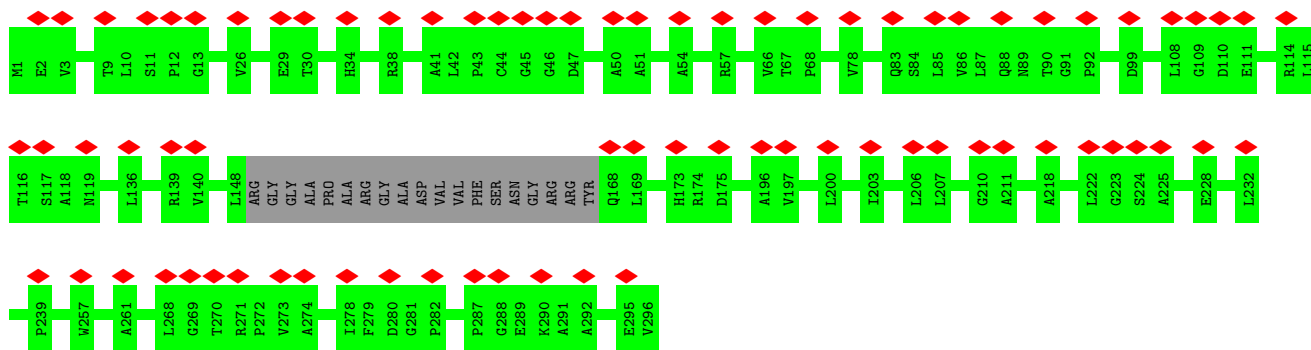 M1 E2 V3 T9 L10 S11 P12 G13 V26 E29 T30 H34 R38 A41 L42 P43 C44 G45 G46 D47 A50 A51 A54 R57 V66 T67 P68 V78 Q83 S84 L85 V86 L87 Q88 N89 T90 G91 P92 D99 L108 G109 D110 E111 R114 L115
T116 S117 A118 N119 L136 R139 V140 L148 ARG GLY GLY ALA PRO ALA ARG GLY ALA ASP VAL VAL PHE SER ASN GLY ARG ARG TYR Q168 L169 H173 R174 D175 A196 V197 L200 I203 L206 L207 G210 A211 A218 L222 G223 S224 A225 E228 L232
P239 W257 A261 L268 G269 T270 R271 P272 V273 A274 I278 F279 D280 G281 P282 P287 G288 E289 K290 A291 A292 E295 V296